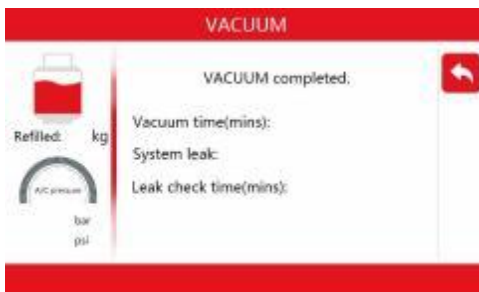 VACUUM
VACUUM completed.
Vacuum time(mins):
Refilled: kg
System leak:
Leak check time(mins):
A/C pressure
bar
psi